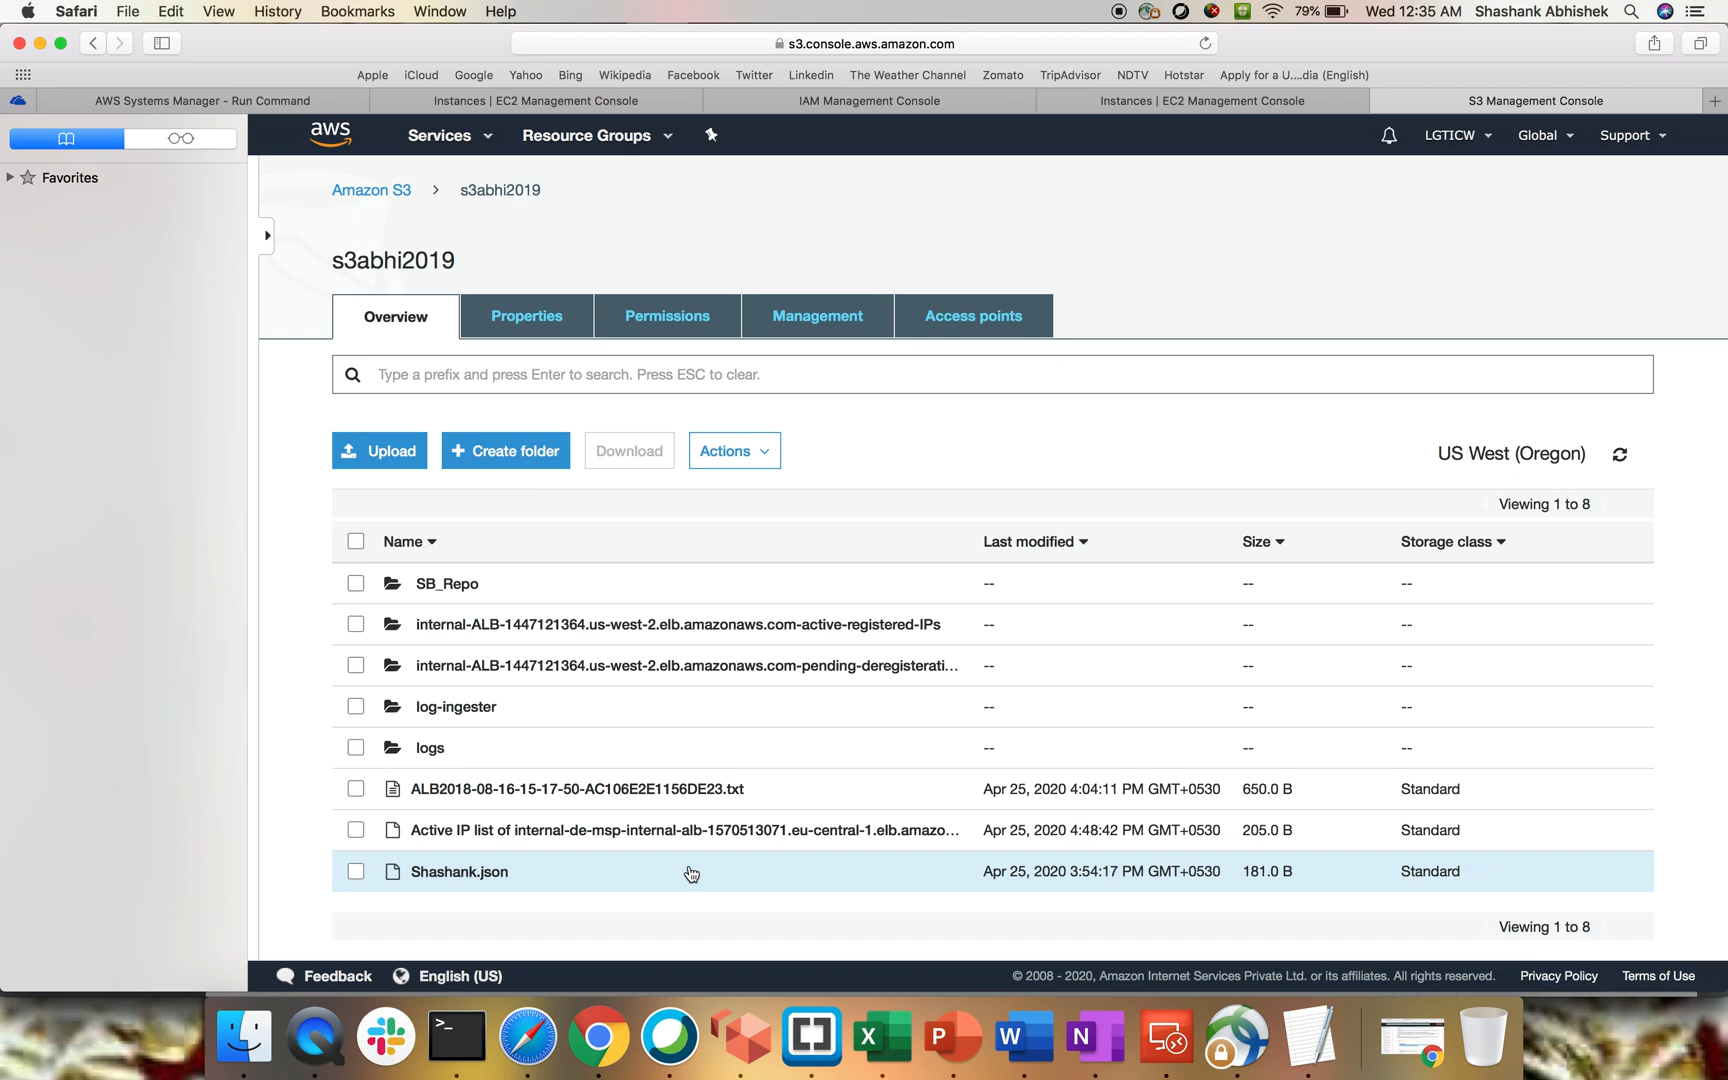 Safari File Edit View History Bookmarks Window Help 79% Wed 12:35 AM Shashank Abhishek
s3.console.aws.amazon.com
Apple iCloud Google Yahoo Bing Wikipedia Facebook Twitter Linkedin The Weather Channel Zomato TripAdvisor NDTV Hotstar Apply for a U....dia (English)
AWS Systems Manager - Run Command Instances | EC2 Management Console IAM Management Console Instances | EC2 Management Console S3 Management Console
aws Services Resource Groups LGTICW Global Support
Favorites
Amazon S3 > s3abhi2019
s3abhi2019
Overview Properties Permissions Management Access points
Type a prefix and press Enter to search. Press ESC to clear.
Upload + Create folder Download Actions US West (Oregon)
Viewing 1 to 8
Name Last modified Size Storage class
SB_Repo -- -- --
internal-ALB-1447121364.us-west-2.elb.amazonaws.com-active-registered-IPs -- -- --
internal-ALB-1447121364.us-west-2.elb.amazonaws.com-pending-deregisterati... -- -- --
log-ingester -- -- --
logs -- -- --
ALB2018-08-16-15-17-50-AC106E2E1156DE23.txt Apr 25, 2020 4:04:11 PM GMT+0530 650.0 B Standard
Active IP list of internal-de-msp-internal-alb-1570513071.eu-central-1.elb.amazo... Apr 25, 2020 4:48:42 PM GMT+0530 205.0 B Standard
Shashank.json Apr 25, 2020 3:54:17 PM GMT+0530 181.0 B Standard
Viewing 1 to 8
Feedback English (US) © 2008 - 2020, Amazon Internet Services Private Ltd. or its affiliates. All rights reserved. Privacy Policy Terms of Use
>_ X P W N